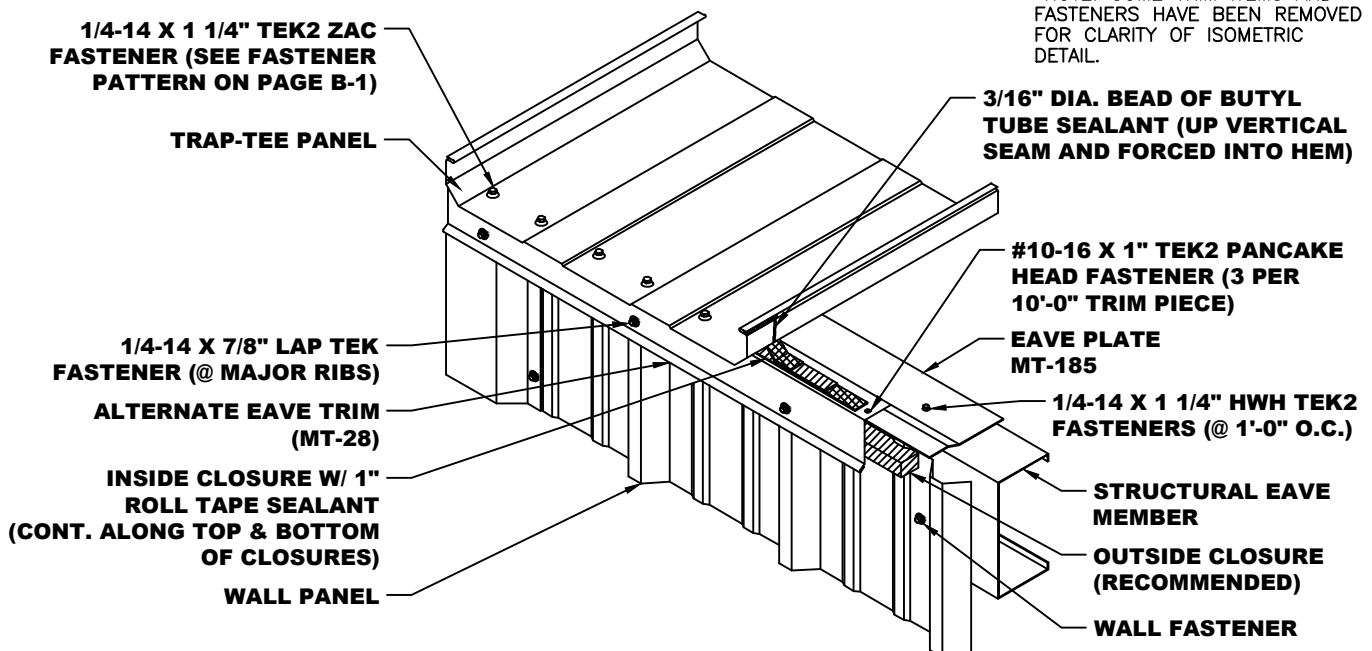 FASTENERS HAVE BEEN REMOVED
FOR CLARITY OF ISOMETRIC
DETAIL.
1/4-14 X 1 1/4" TEK2 ZAC
FASTENER (SEE FASTENER
PATTERN ON PAGE B-1)
TRAP-TEE PANEL
1/4-14 X 7/8" LAP TEK
FASTENER (@ MAJOR RIBS)
ALTERNATE EAVE TRIM
(MT-28)
INSIDE CLOSURE W/ 1"
ROLL TAPE SEALANT
(CONT. ALONG TOP & BOTTOM
OF CLOSURES)
WALL PANEL
3/16" DIA. BEAD OF BUTYL
TUBE SEALANT (UP VERTICAL
SEAM AND FORCED INTO HEM)
#10-16 X 1" TEK2 PANCAKE
HEAD FASTENER (3 PER
10'-0" TRIM PIECE)
EAVE PLATE
MT-185
1/4-14 X 1 1/4" HWH TEK2
FASTENERS (@ 1'-0" O.C.)
STRUCTURAL EAVE
MEMBER
OUTSIDE CLOSURE
(RECOMMENDED)
WALL FASTENER